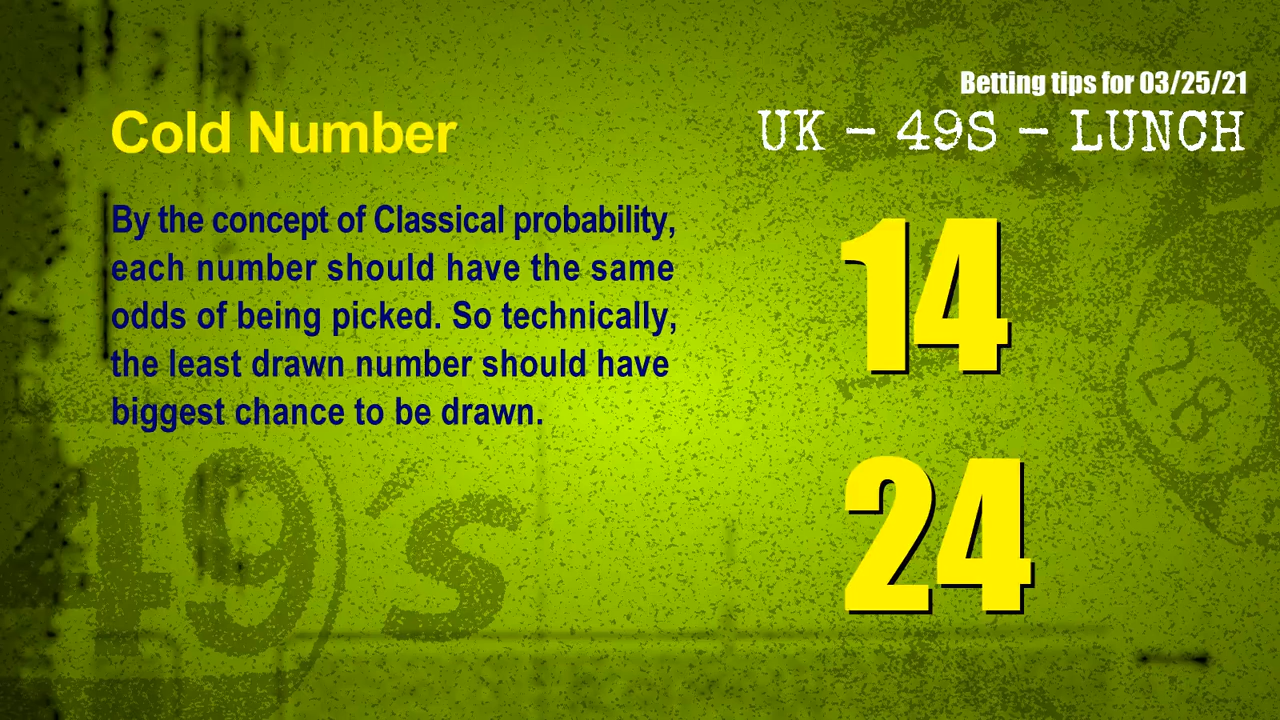 Betting tips for 03/25/21
UK - 49S - LUNCH
Cold Number
By the concept of Classical probability,
each number should have the same
odds of being picked. So technically,
the least drawn number should have
biggest chance to be drawn.
14
24
49's
28